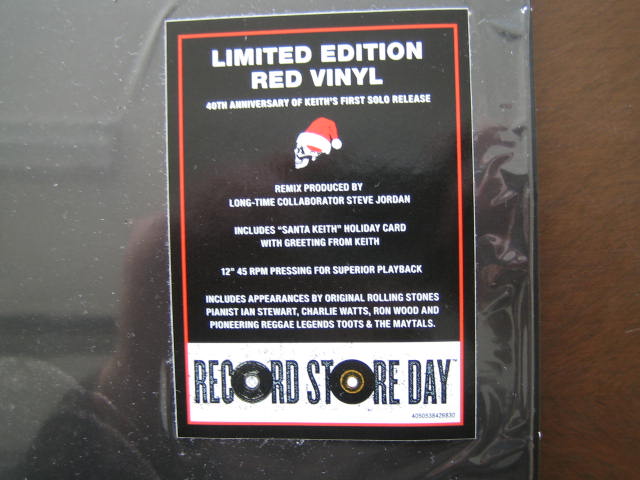 LIMITED EDITION
RED VINYL
40TH ANNIVERSARY OF KEITH'S FIRST SOLO RELEASE
REMIX PRODUCED BY
LONG-TIME COLLABORATOR STEVE JORDAN
INCLUDES "SANTA KEITH" HOLIDAY CARD
WITH GREETING FROM KEITH
12" 45 RPM PRESSING FOR SUPERIOR PLAYBACK
INCLUDES APPEARANCES BY ORIGINAL ROLLING STONES
PIANIST IAN STEWART, CHARLIE WATTS, RON WOOD AND
PIONEERING REGGAE LEGENDS TOOTS & THE MAYTALS.
RECORD STORE DAY™
4050538426830